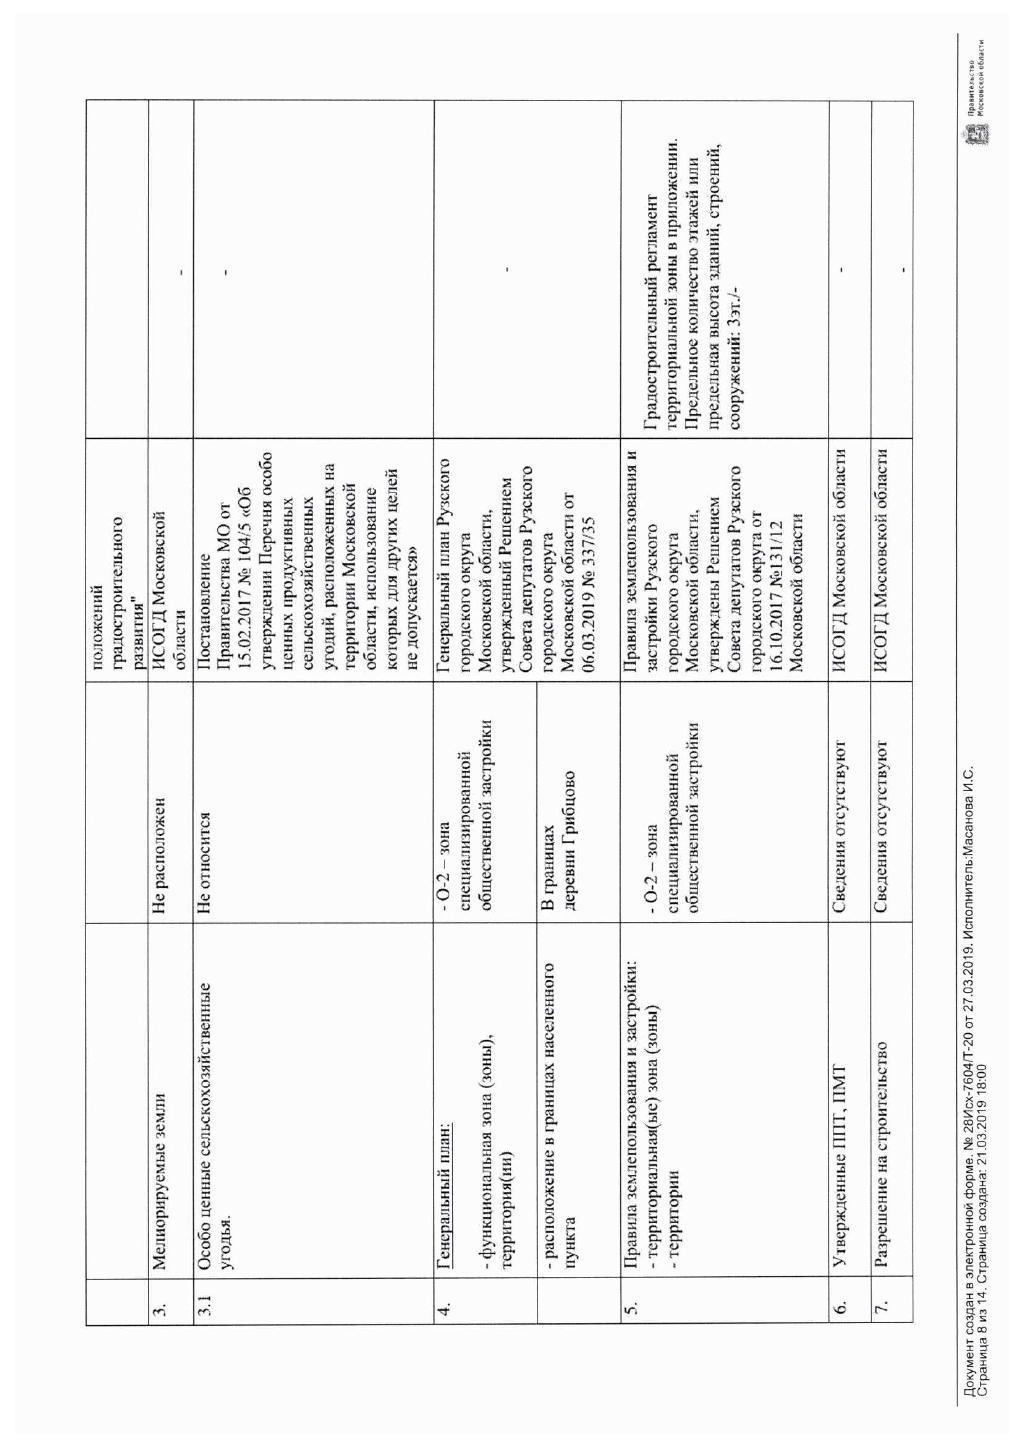 положений
градостроительного
развития"
3.
Мелиорируемые земли
Не расположен
ИСОГД Московской
области
-
3.1
Особо ценные сельскохозяйственные
угодья.
Не относится
Постановление
Правительства МО от
15.02.2017 № 104/5 «Об
утверждении Перечня особо
ценных продуктивных
сельскохозяйственных
угодий, расположенных на
территории Московской
области, использование
которых для других целей
не допускается»
-
4.
Генеральный план:
- функциональная зона (зоны),
территория(ии)
- О-2 – зона
специализированной
общественной застройки
Генеральный план Рузского
городского округа
Московской области,
утвержденный Решением
Совета депутатов Рузского
городского округа
Московской области от
06.03.2019 № 337/35
-
- расположение в границах населенного
пункта
В границах
деревни Грибцово
5.
Правила землепользования и застройки:
- территориальная(ые) зона (зоны)
- территории
- О-2 – зона
специализированной
общественной застройки
Правила землепользования и
застройки Рузского
городского округа
Московской области,
утверждены Решением
Совета депутатов Рузского
городского округа от
16.10.2017 №131/12
Московской области
Градостроительный регламент
территориальной зоны в приложении.
Предельное количество этажей или
предельная высота зданий, строений,
сооружений: 3эт./-
6.
Утвержденные ППТ, ПМТ
Сведения отсутствуют
ИСОГД Московской области
-
7.
Разрешение на строительство
Сведения отсутствуют
ИСОГД Московской области
-
Документ создан в электронной форме. № 28Исх-7604/Т-20 от 27.03.2019. Исполнитель:Масанова И.С.
Страница 8 из 14. Страница создана: 21.03.2019 18:00
Правительство
Московской области